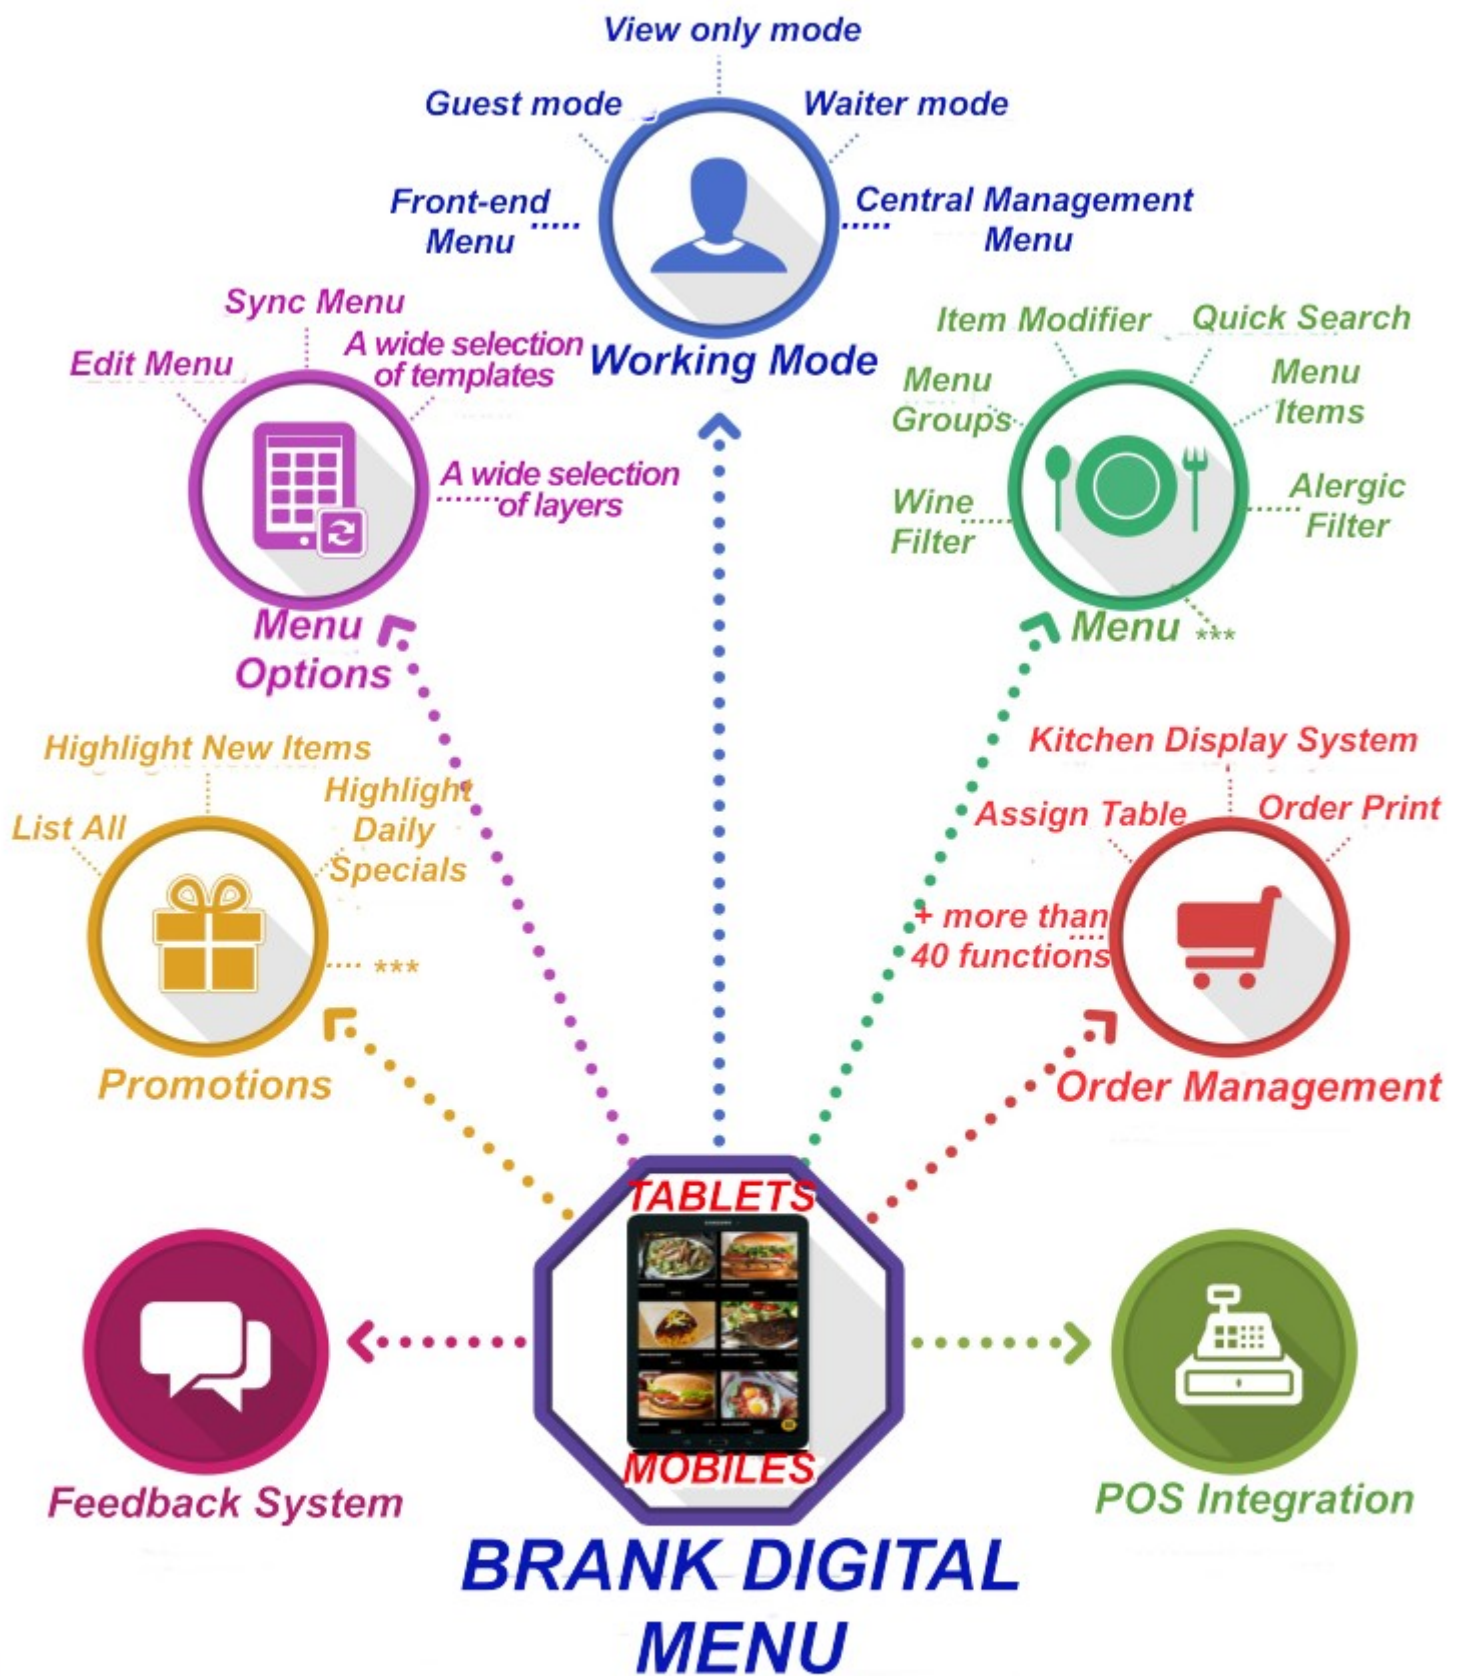 View only mode
Guest mode
Waiter mode
Front-end
Menu
Central Management
Menu
Working Mode
Sync Menu
Edit Menu
A wide selection
of templates
A wide selection
of layers
Menu
Options
Item Modifier
Quick Search
Menu
Groups
Menu
Items
Wine
Filter
Alergic
Filter
Menu ***
Highlight New Items
List All
Highlight
Daily
Specials
***
Promotions
Kitchen Display System
Assign Table
Order Print
+ more than
40 functions
Order Management
TABLETS
MOBILES
Feedback System
POS Integration
BRANK DIGITAL
MENU